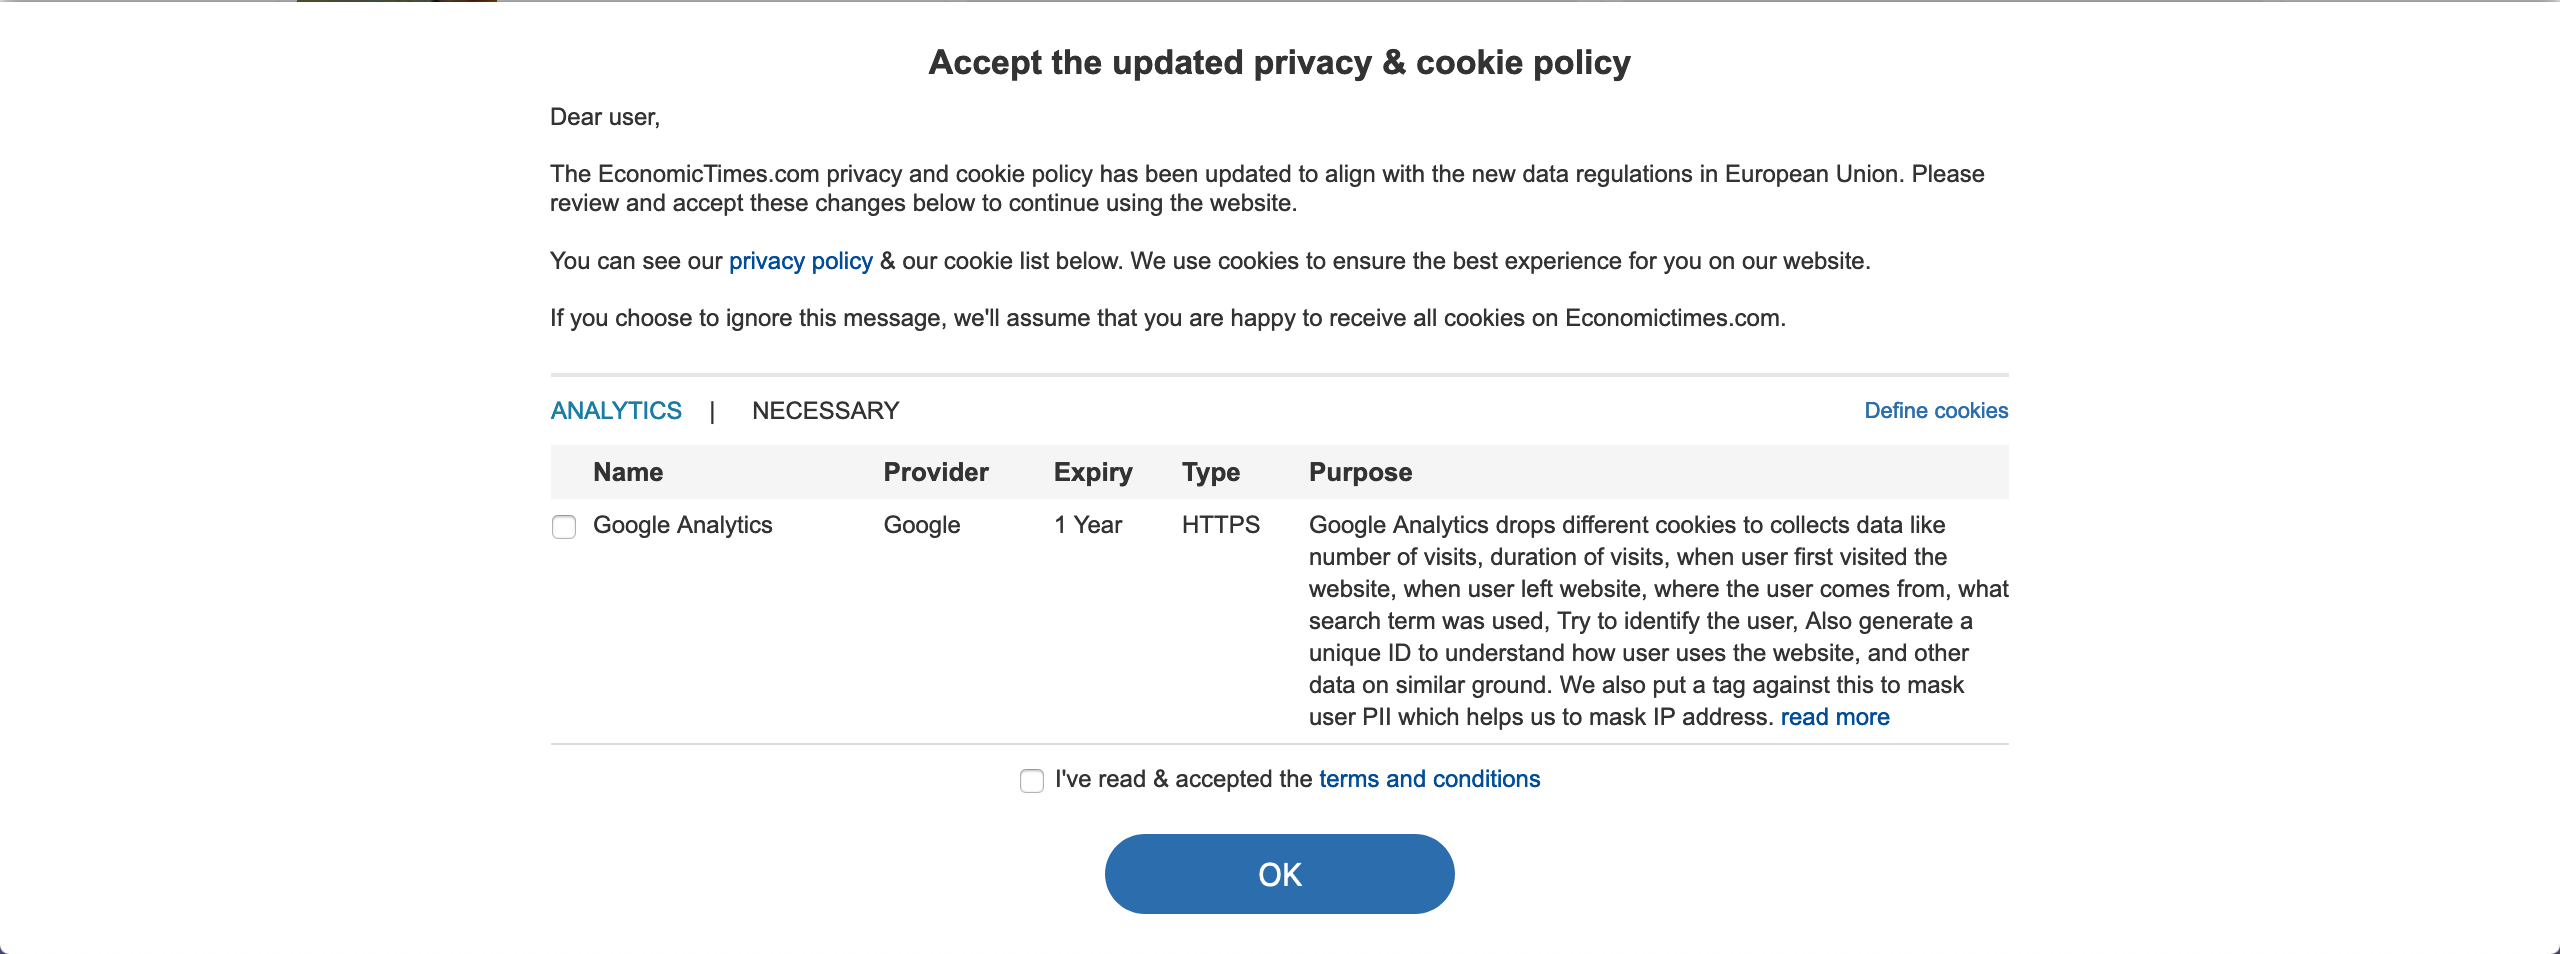 Accept the updated privacy & cookie policy
Dear user,
The EconomicTimes.com privacy and cookie policy has been updated to align with the new data regulations in European Union. Please
review and accept these changes below to continue using the website.
You can see our privacy policy & our cookie list below. We use cookies to ensure the best experience for you on our website.
If you choose to ignore this message, we'll assume that you are happy to receive all cookies on Economictimes.com.
ANALYTICS | NECESSARY Define cookies
Name Provider Expiry Type Purpose
Google Analytics Google 1 Year HTTPS Google Analytics drops different cookies to collects data like
number of visits, duration of visits, when user first visited the
website, when user left website, where the user comes from, what
search term was used, Try to identify the user, Also generate a
unique ID to understand how user uses the website, and other
data on similar ground. We also put a tag against this to mask
user PII which helps us to mask IP address. read more
I've read & accepted the terms and conditions
OK